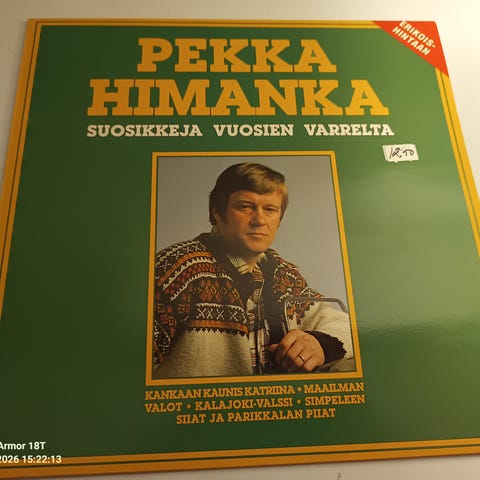 ERIKOIS-
HINTAAN
PEKKA
HIMANKA
SUOSIKKEJA VUOSIEN VARRELTA
12,50
KANKAAN KAUNIS KATRIINA • MAAILMAN
VALOT • KALAJOKI-VALSSI • SIMPELEEN
SIIAT JA PARIKKALAN PIIAT
Armor 18T
2026 15:22:13